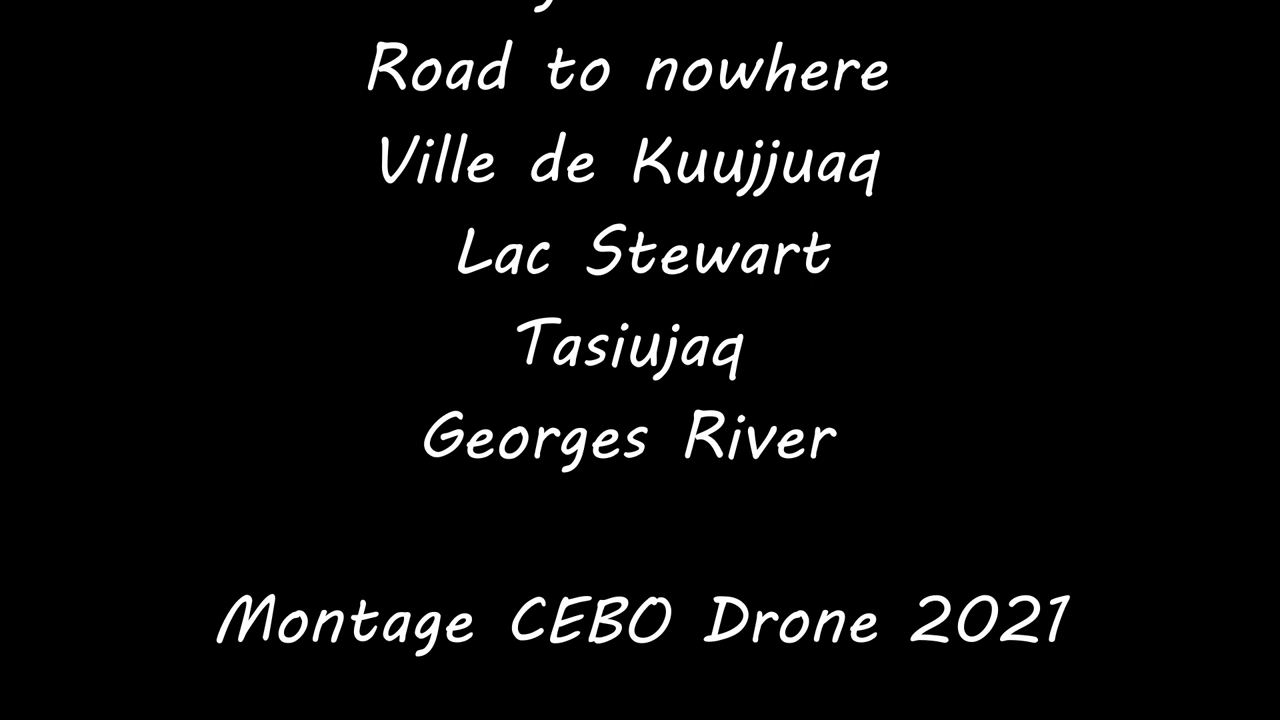 Road to nowhere
Ville de Kuujjuaq
Lac Stewart
Tasiujaq
Georges River
Montage CEBO Drone 2021